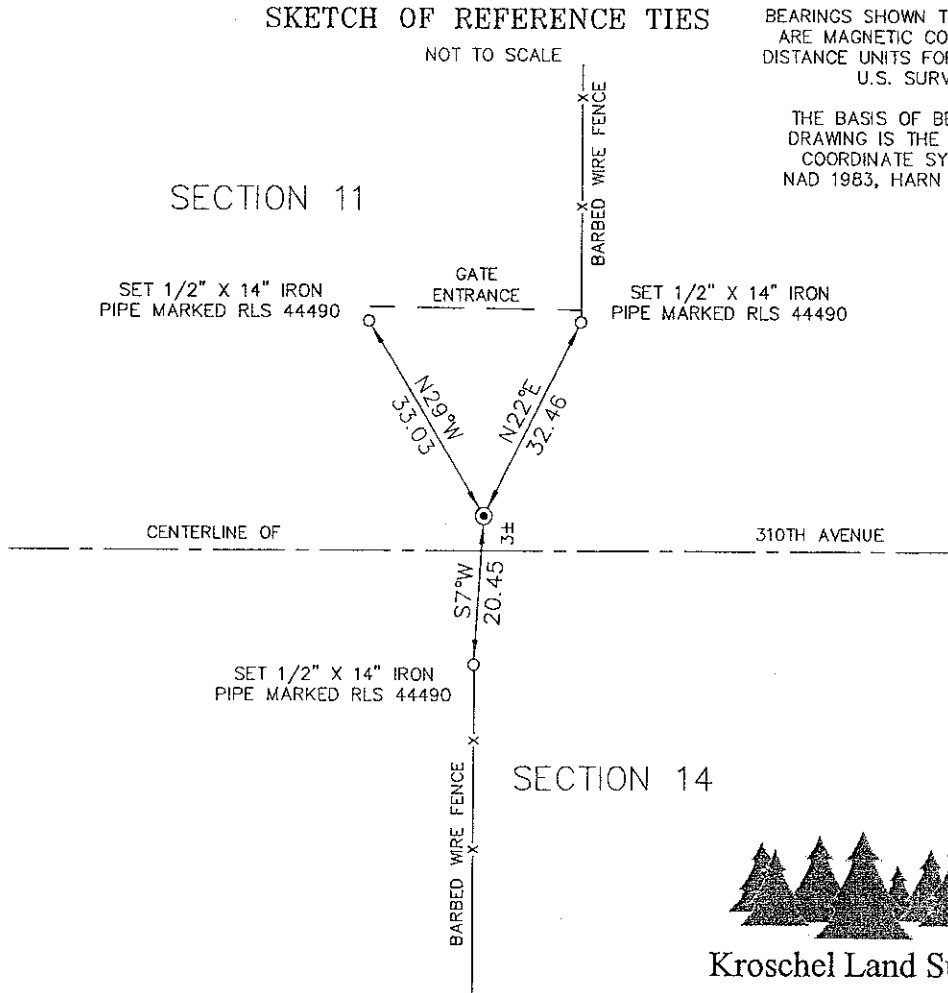 SKETCH OF REFERENCE TIES
NOT TO SCALE
BEARINGS SHOWN T
ARE MAGNETIC CO
DISTANCE UNITS FO
U.S. SURV
THE BASIS OF BE
DRAWING IS THE
COORDINATE SY
NAD 1983, HARN
BARBED WIRE FENCE
SECTION 11
GATE
ENTRANCE
SET 1/2" X 14" IRON
PIPE MARKED RLS 44490
SET 1/2" X 14" IRON
PIPE MARKED RLS 44490
N29°W
33.03
N22°E
32.46
3±
CENTERLINE OF
310TH AVENUE
S7°W
20.45
SET 1/2" X 14" IRON
PIPE MARKED RLS 44490
BARBED WIRE FENCE
SECTION 14
Kroschel Land S